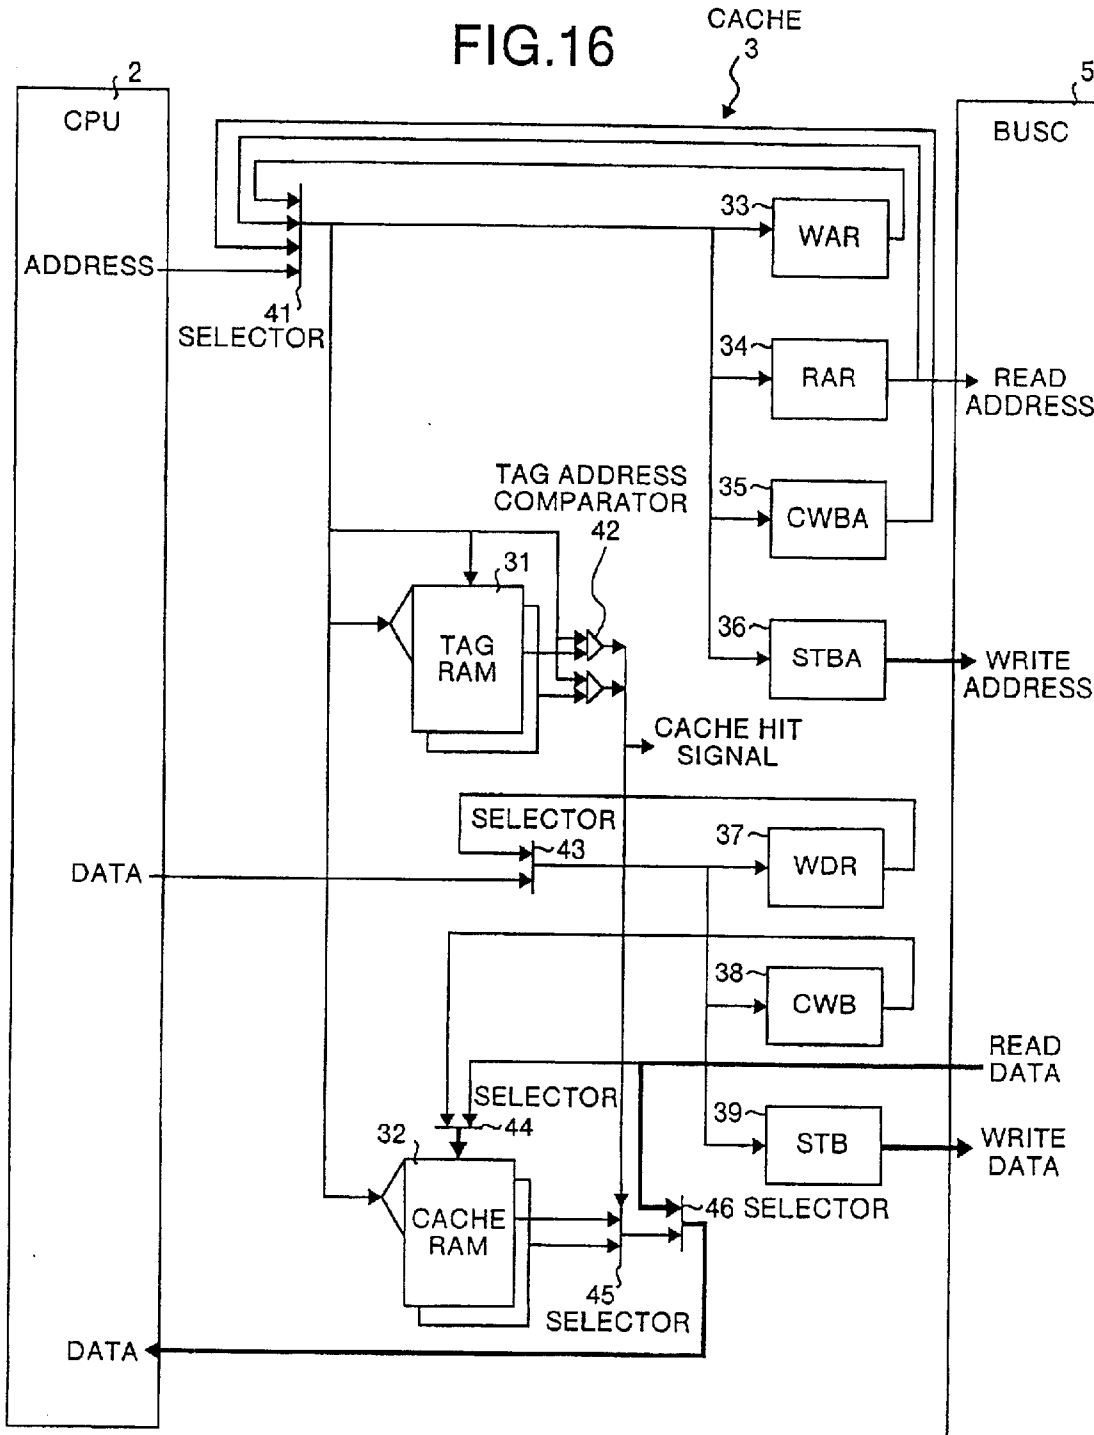 FIG.16
CACHE
3
2
5
CPU
BUSC
33
WAR
ADDRESS
41
SELECTOR
34
RAR
READ
ADDRESS
TAG ADDRESS
COMPARATOR
42
35
CWBA
31
TAG
RAM
36
STBA
WRITE
ADDRESS
CACHE HIT
SIGNAL
SELECTOR
43
37
WDR
DATA
38
CWB
READ
DATA
SELECTOR
44
39
STB
WRITE
DATA
32
CACHE
RAM
46 SELECTOR
45
SELECTOR
DATA